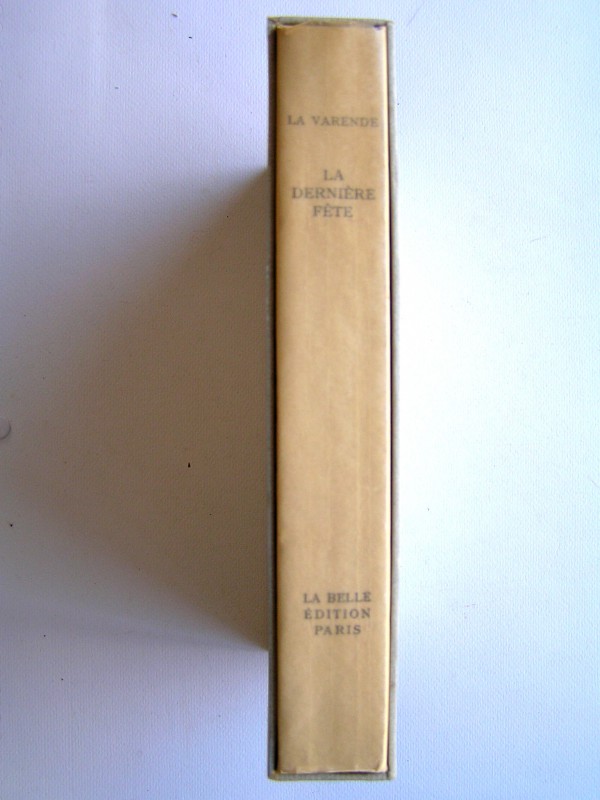 LA VARENDE
LA
DERNIÈRE
FÊTE
LA BELLE
ÉDITION
PARIS